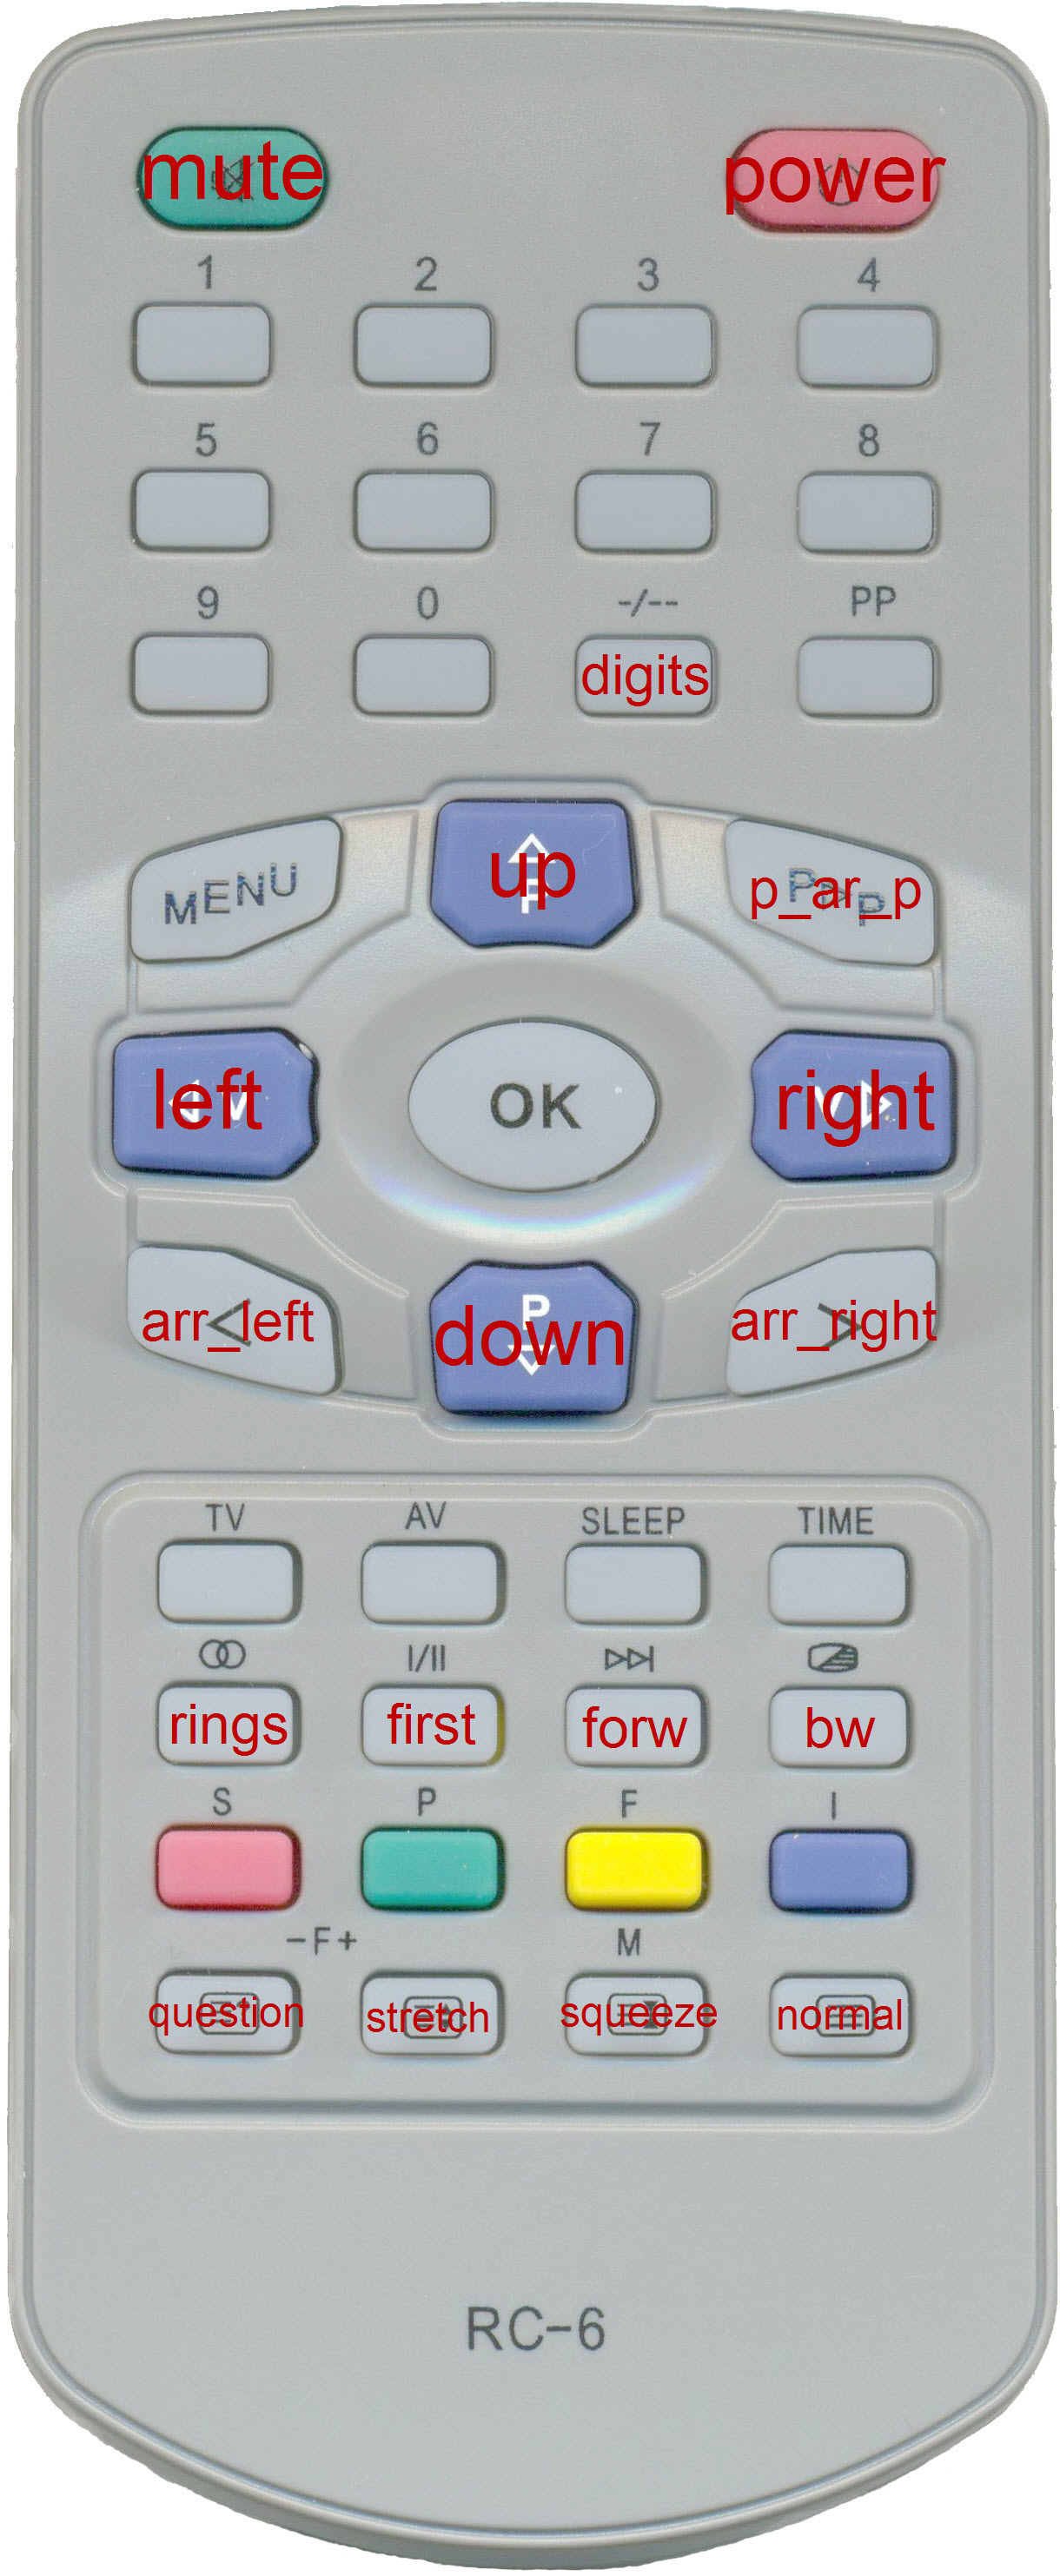 mute power
1 2 3 4
5 6 7 8
9 0 -/-- PP
digits
MENU up P p_ar_p P P
left V OK V right
arr_left < P down > arr_right
TV AV SLEEP TIME
I/II
rings first forw bw
S P F I
−F+ M
question stretch squeeze normal
RC-6